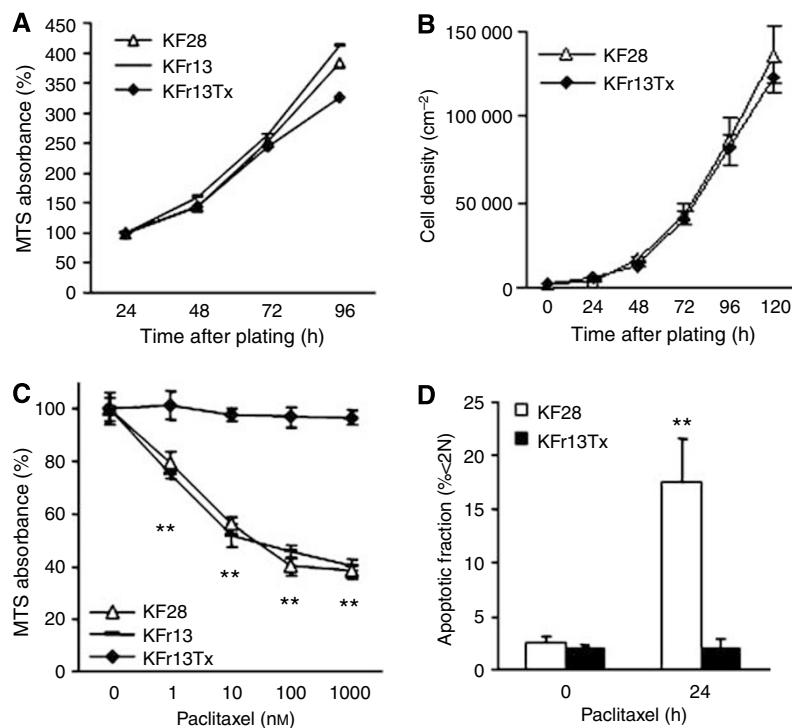 A
MTS absorbance (%)
450
400
350
300
250
200
150
100
50
0
KF28
KFr13
KFr13Tx
24 48 72 96
Time after plating (h)
B
Cell density (cm⁻²)
150 000
100 000
50 000
0
KF28
KFr13Tx
0 24 48 72 96 120
Time after plating (h)
C
MTS absorbance (%)
100
80
60
40
20
0
**
**
** **
KF28
KFr13
KFr13Tx
0 1 10 100 1000
Paclitaxel (nM)
D
Apoptotic fraction (%<2N)
25
20
15
10
5
0
KF28
KFr13Tx
**
0 24
Paclitaxel (h)